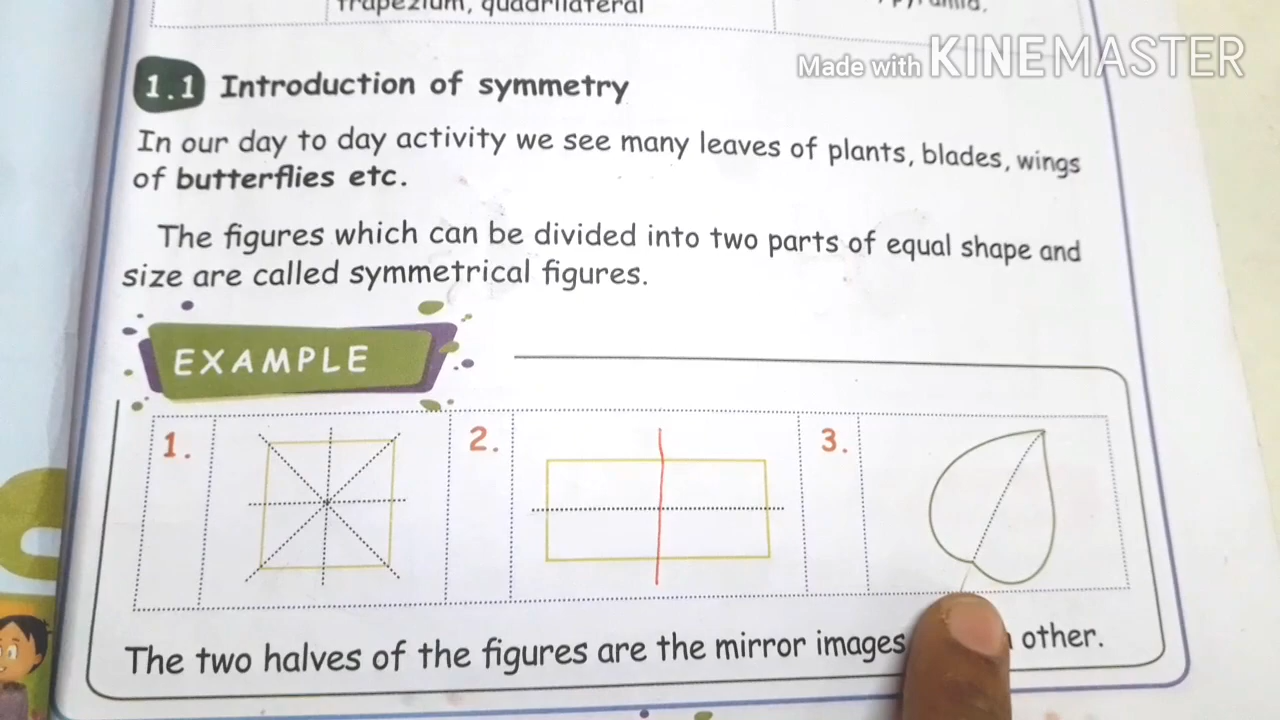 trapezium, quadrilateral
Made with KINEMASTER
1.1 Introduction of symmetry
In our day to day activity we see many leaves of plants, blades, wings
of butterflies etc.
The figures which can be divided into two parts of equal shape and
size are called symmetrical figures.
EXAMPLE
1. 2. 3.
The two halves of the figures are the mirror images other.